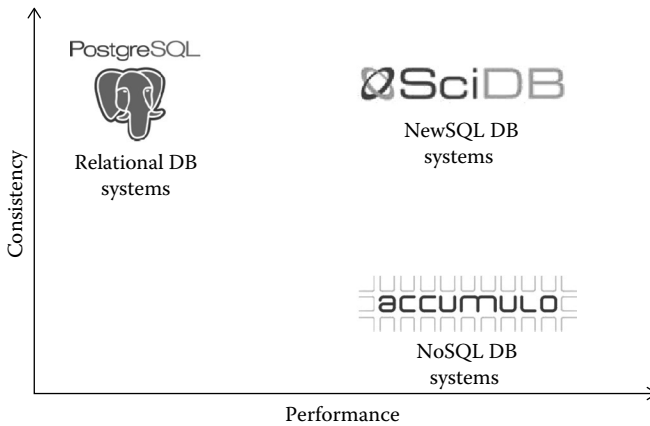 PostgreSQL
Relational DB
systems
SciDB
NewSQL DB
systems
accumulo
NoSQL DB
systems
Consistency
Performance